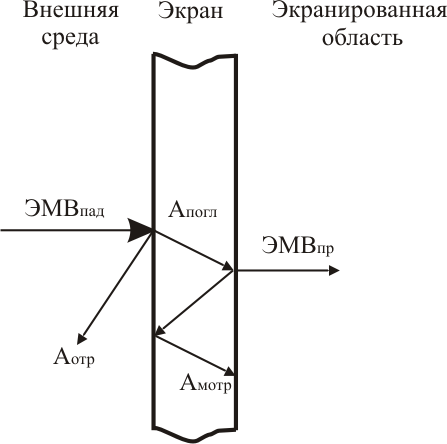 Внешняя среда
Экран
Экранированная область
ЭМВпад
Апогл
ЭМВпр
Аотр
Амотр